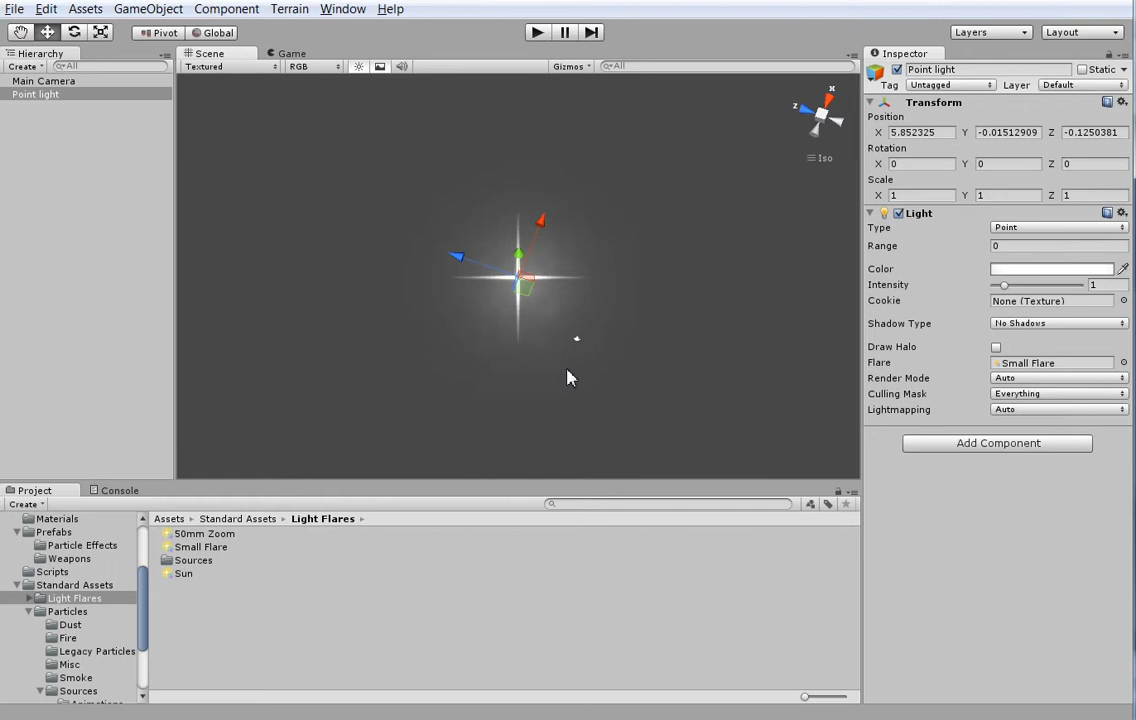 File Edit Assets GameObject Component Terrain Window Help
Pivot Global Layers Layout
Hierarchy
Create All
Main Camera
Point light
Scene Game
Textured RGB Gizmos All
x
z
Iso
Inspector
Point light Static
Tag Untagged Layer Default
Transform
Position
X 5.852325 Y -0.01512909 Z -0.1250381
Rotation
X 0 Y 0 Z 0
Scale
X 1 Y 1 Z 1
Light
Type Point
Range 0
Color
Intensity 1
Cookie None (Texture)
Shadow Type No Shadows
Draw Halo
Flare Small Flare
Render Mode Auto
Culling Mask Everything
Lightmapping Auto
Add Component
Project Console
Create
Materials
Prefabs
Particle Effects
Weapons
Scripts
Standard Assets
Light Flares
Particles
Dust
Fire
Legacy Particles
Misc
Smoke
Sources
Animations
Assets Standard Assets Light Flares
50mm Zoom
Small Flare
Sources
Sun